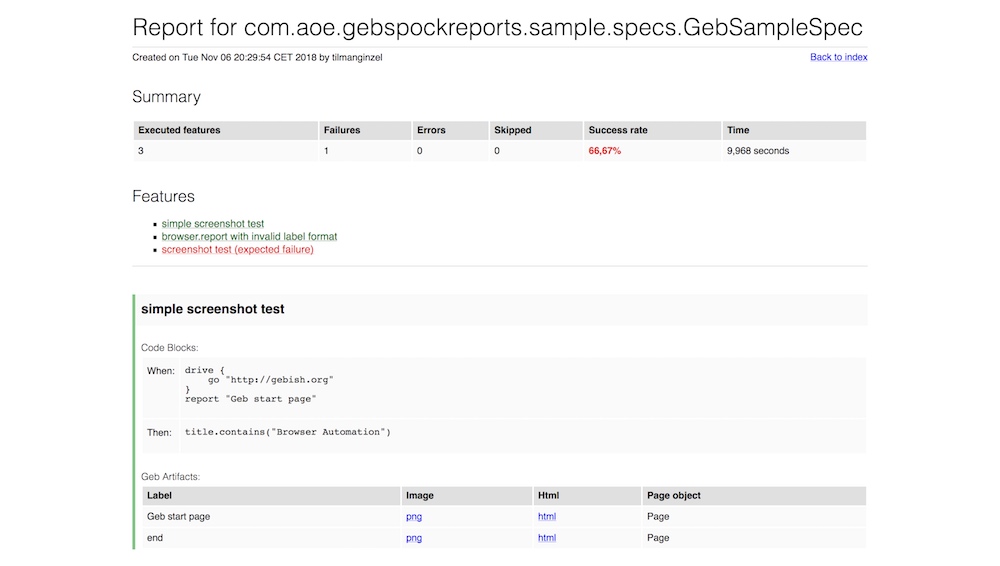 Report for com.aoe.gebspockreports.sample.specs.GebSampleSpec
Created on Tue Nov 06 20:29:54 CET 2018 by tilmanginzel Back to index
Summary
Executed features Failures Errors Skipped Success rate Time
3 1 0 0 66,67% 9,968 seconds
Features
simple screenshot test
browser.report with invalid label format
screenshot test (expected failure)
simple screenshot test
Code Blocks:
When: drive {
go "http://gebish.org"
}
report "Geb start page"
Then: title.contains("Browser Automation")
Geb Artifacts:
Label Image Html Page object
Geb start page png html Page
end png html Page